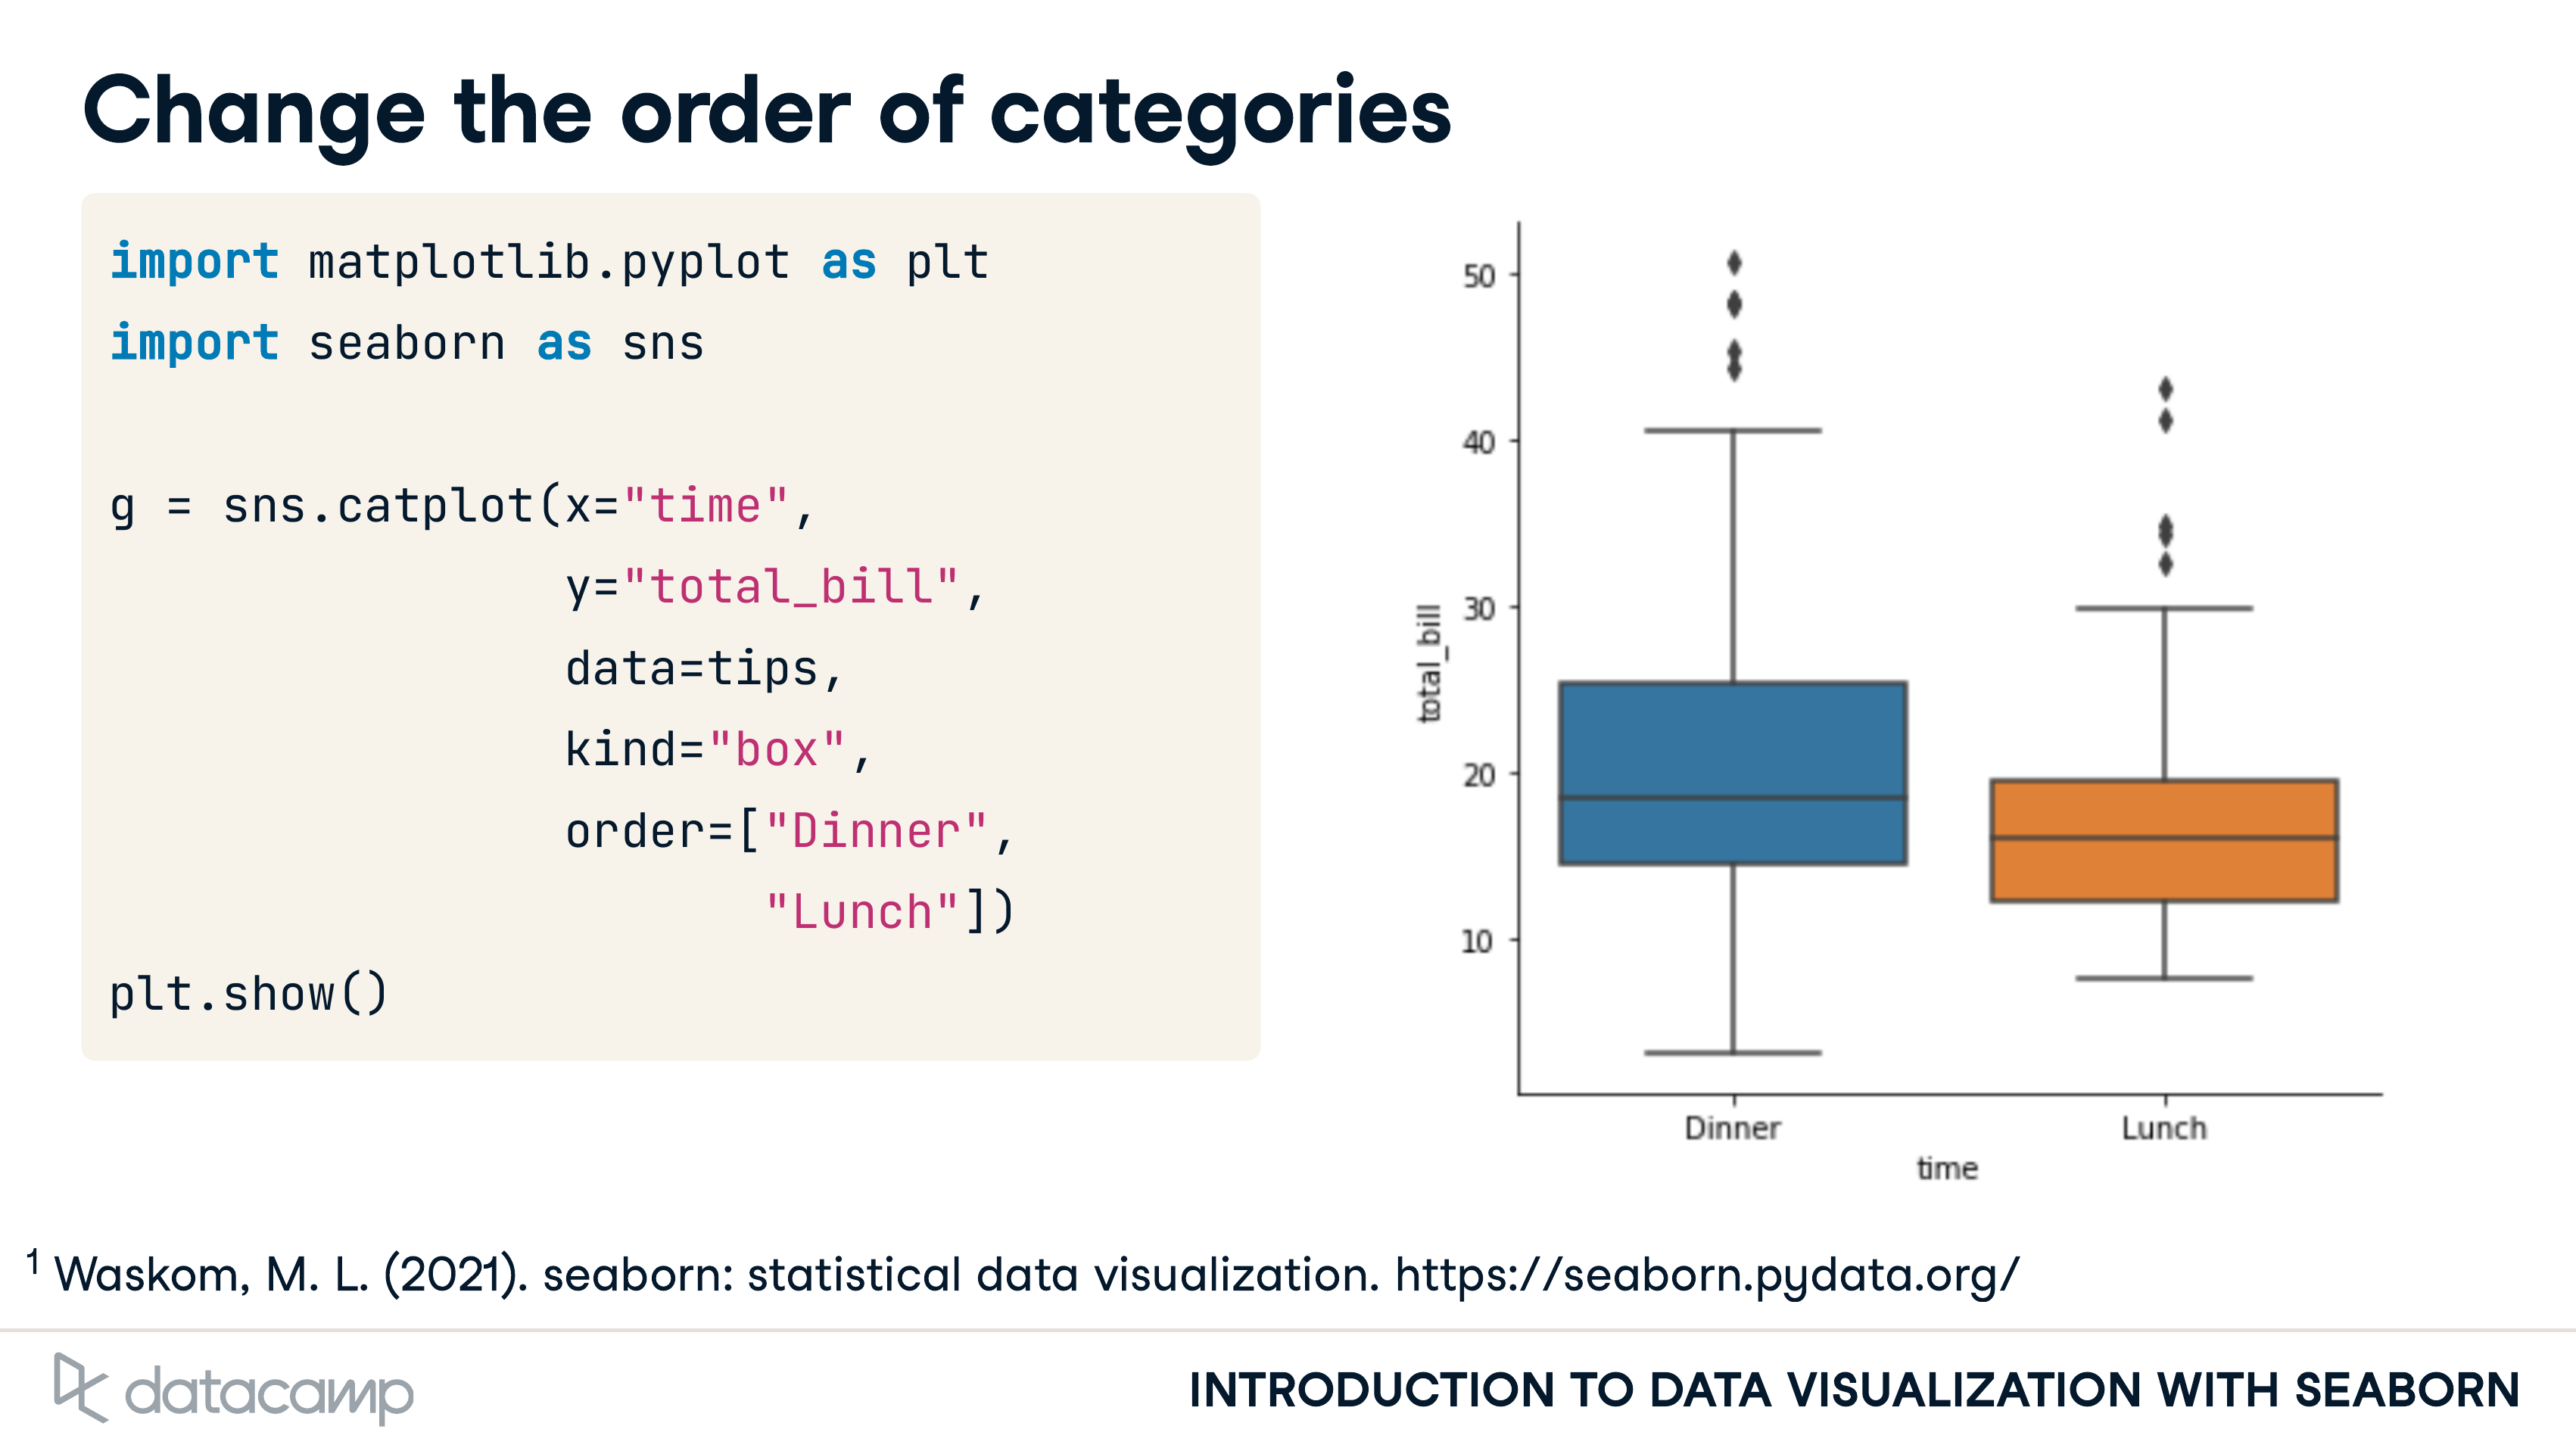 Change the order of categories
import matplotlib.pyplot as plt
import seaborn as sns
g = sns.catplot(x="time",
y="total_bill",
data=tips,
kind="box",
order=["Dinner",
"Lunch"])
plt.show()
50
40
30
20
10
total_bill
Dinner
Lunch
time
1 Waskom, M. L. (2021). seaborn: statistical data visualization. https://seaborn.pydata.org/
datacamp
INTRODUCTION TO DATA VISUALIZATION WITH SEABORN